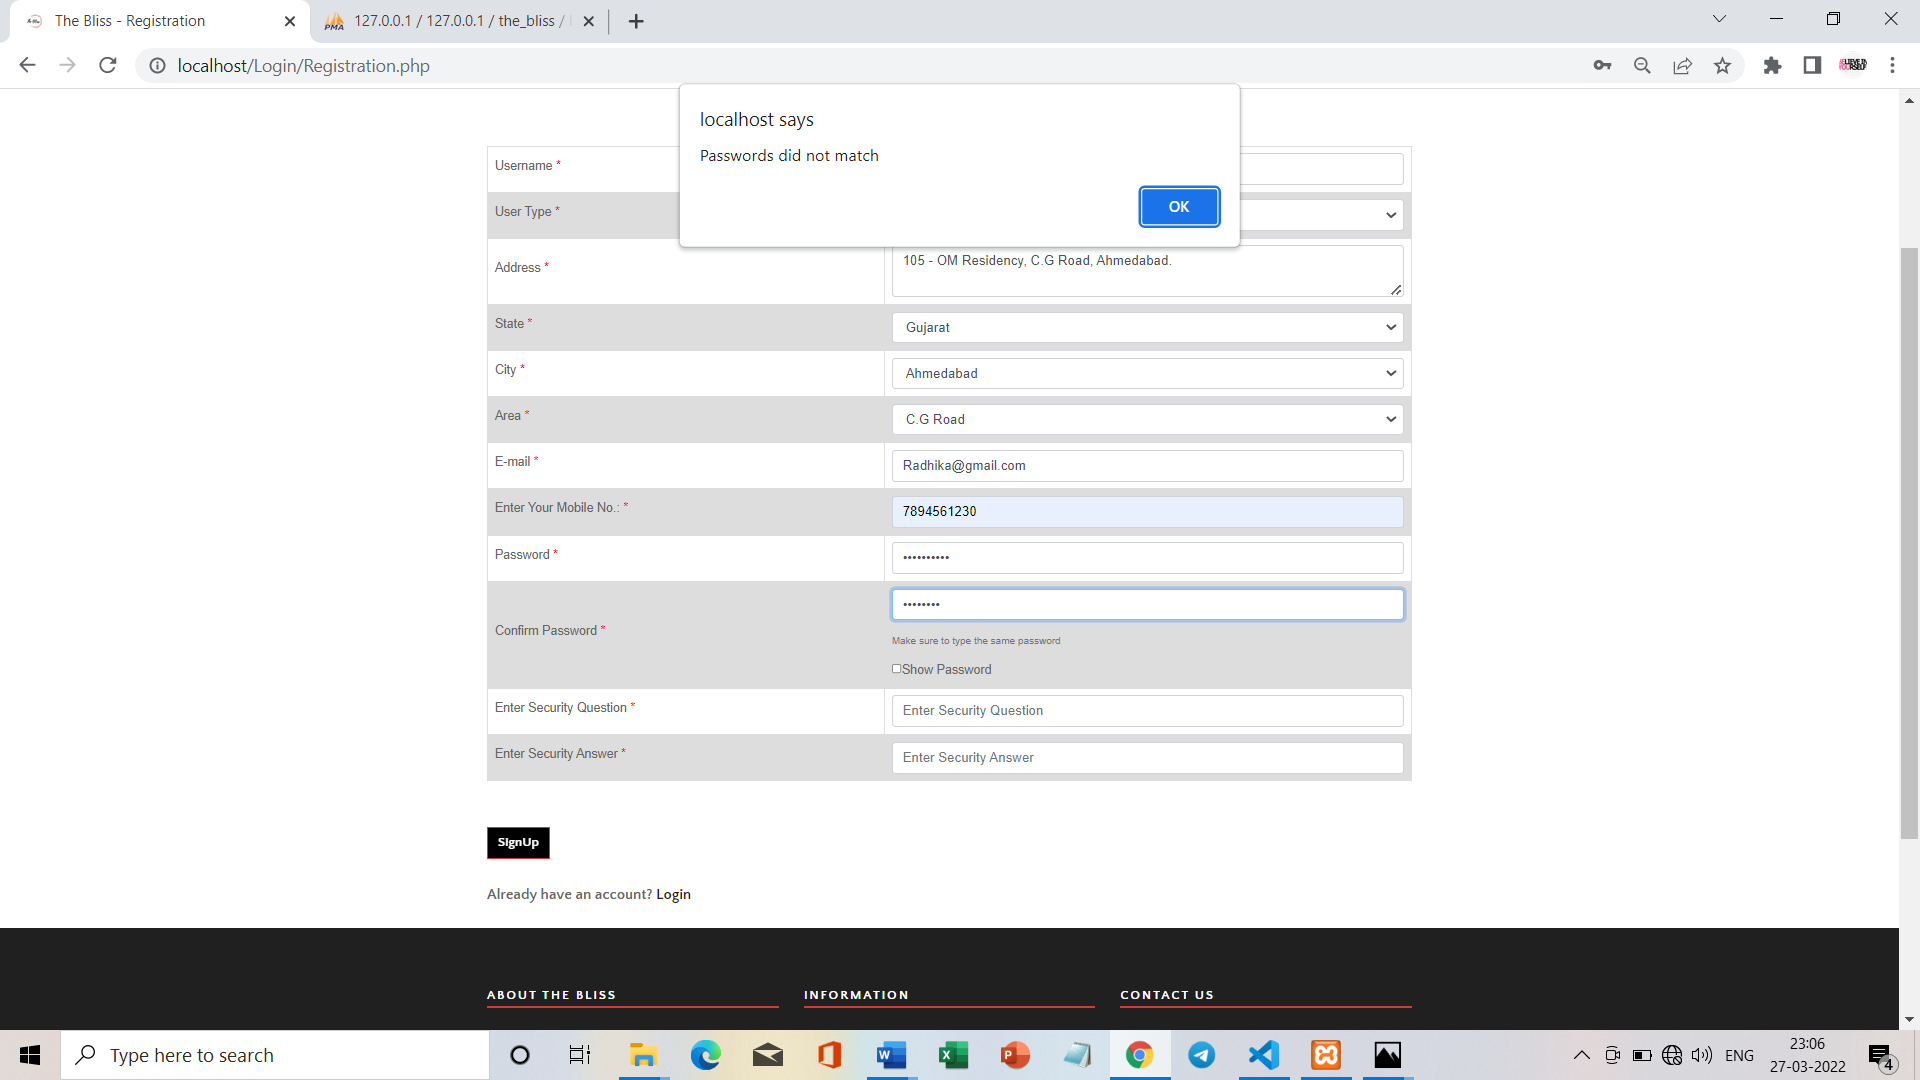 The Bliss - Registration
127.0.0.1 / 127.0.0.1 / the_bliss /
localhost/Login/Registration.php
localhost says
Passwords did not match
OK
Username *
User Type *
Address *
105 - OM Residency, C.G Road, Ahmedabad.
State *
Gujarat
City *
Ahmedabad
Area *
C.G Road
E-mail *
Radhika@gmail.com
Enter Your Mobile No.: *
7894561230
Password *
••••••••••
Confirm Password *
••••••••
Make sure to type the same password
Show Password
Enter Security Question *
Enter Security Question
Enter Security Answer *
Enter Security Answer
SignUp
Already have an account? Login
ABOUT THE BLISS
INFORMATION
CONTACT US
Type here to search
ENG
23:06
27-03-2022
4